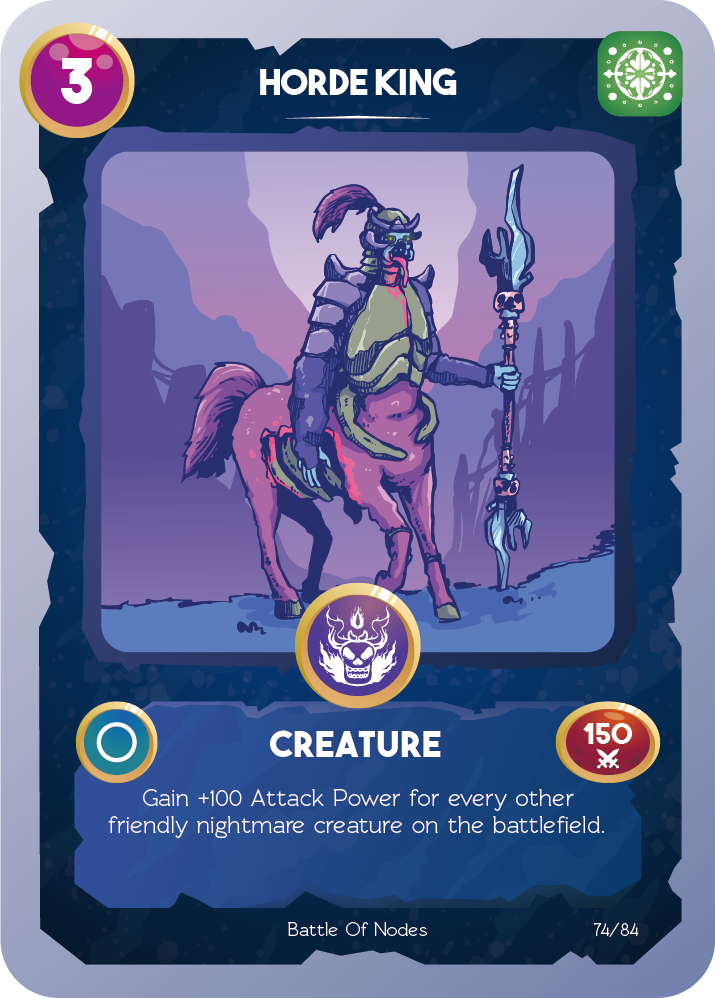 3
HORDE KING
CREATURE
150
Gain +100 Attack Power for every other
friendly nightmare creature on the battlefield.
Battle Of Nodes
74/84